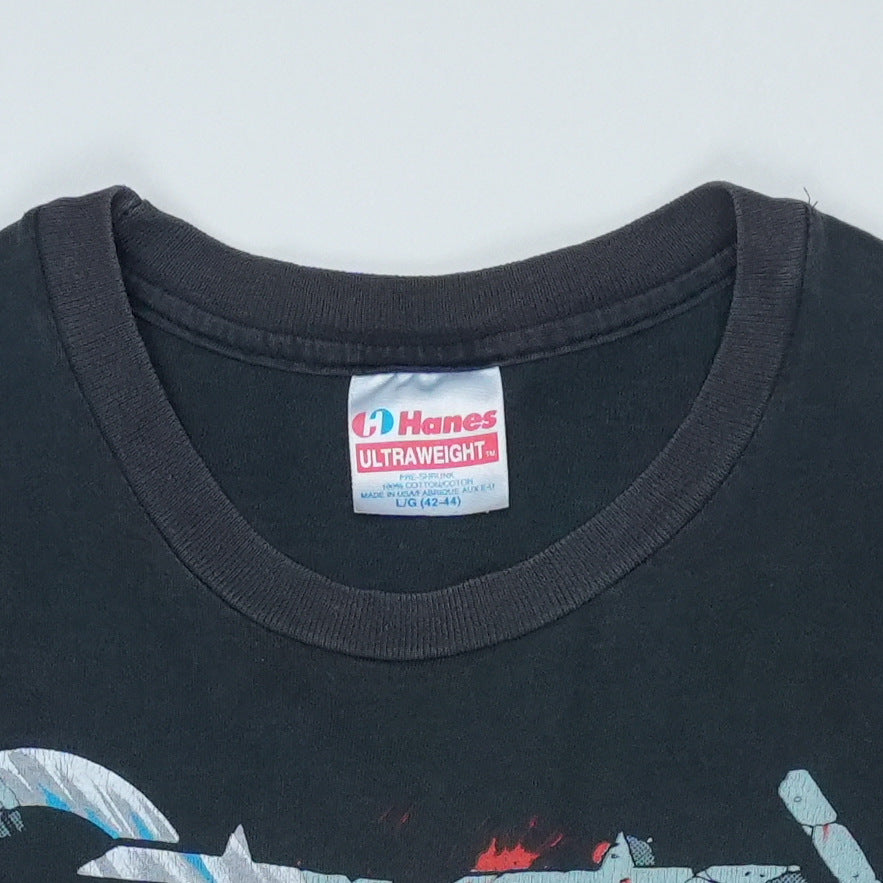 Hanes
ULTRAWEIGHT™
PRE-SHRUNK
100% COTTON/COTON
MADE IN USA/FABRIQUE AUX E-U
L/G (42-44)